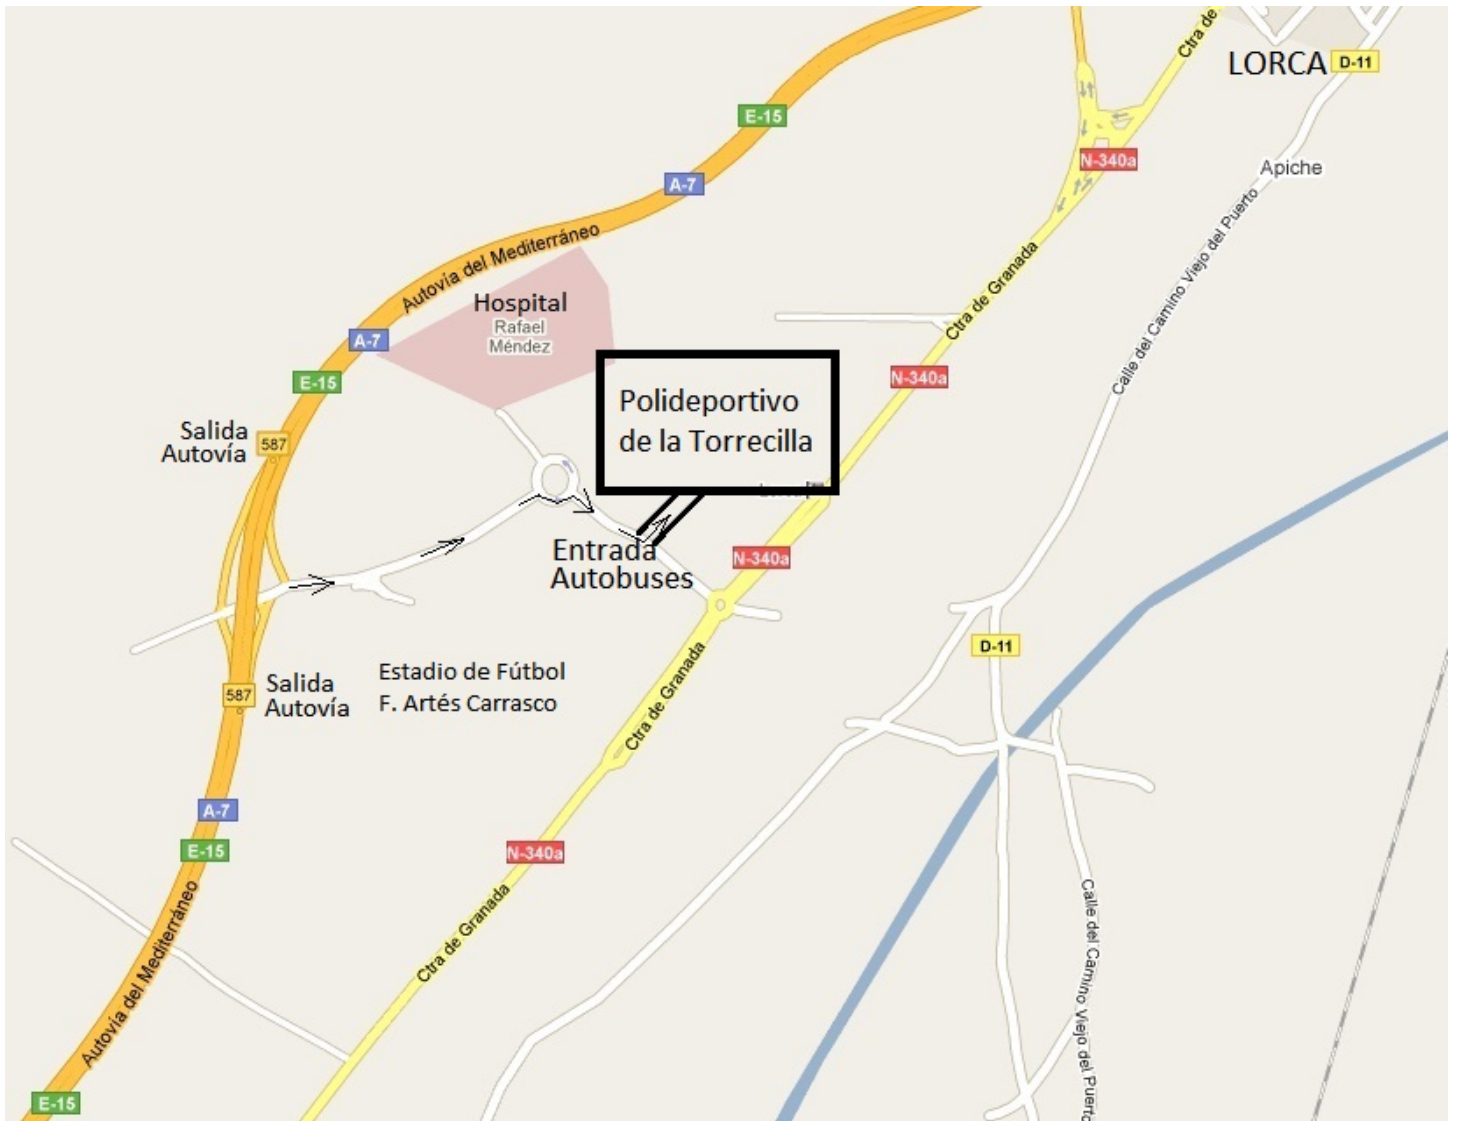 Ctra de
LORCA
D-11
E-15
N-340a
Apiche
A-7
Autovía del Mediterráneo
Calle del Camino Viejo del Puerto
Ctra de Granada
Hospital
Rafael
Méndez
A-7
E-15
N-340a
Polideportivo
de la Torrecilla
Salida
Autovía
587
Entrada
Autobuses
N-340a
D-11
Estadio de Fútbol
F. Artés Carrasco
587
Salida
Autovía
Ctra de Granada
A-7
E-15
N-340a
Ctra de Granada
Autovía del Mediterráneo
Calle del Camino Viejo del Puerto
E-15